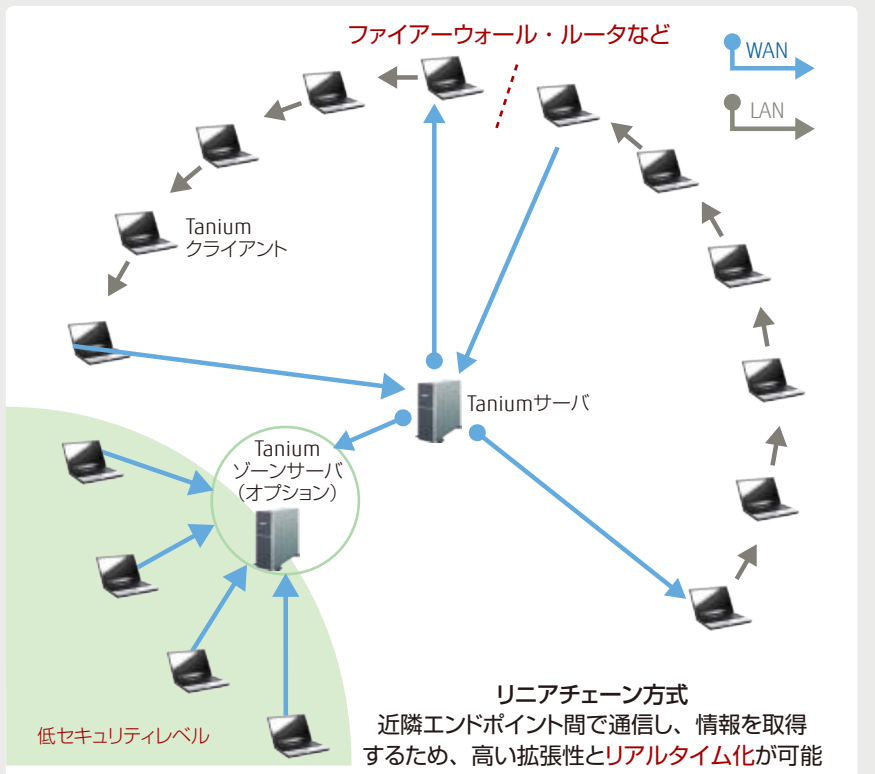 ファイアーウォール・ルータなど
WAN
LAN
Tanium
クライアント
Taniumサーバ
Tanium
ゾーンサーバ
（オプション）
低セキュリティレベル
リニアチェーン方式
近隣エンドポイント間で通信し、情報を取得
するため、高い拡張性とリアルタイム化が可能